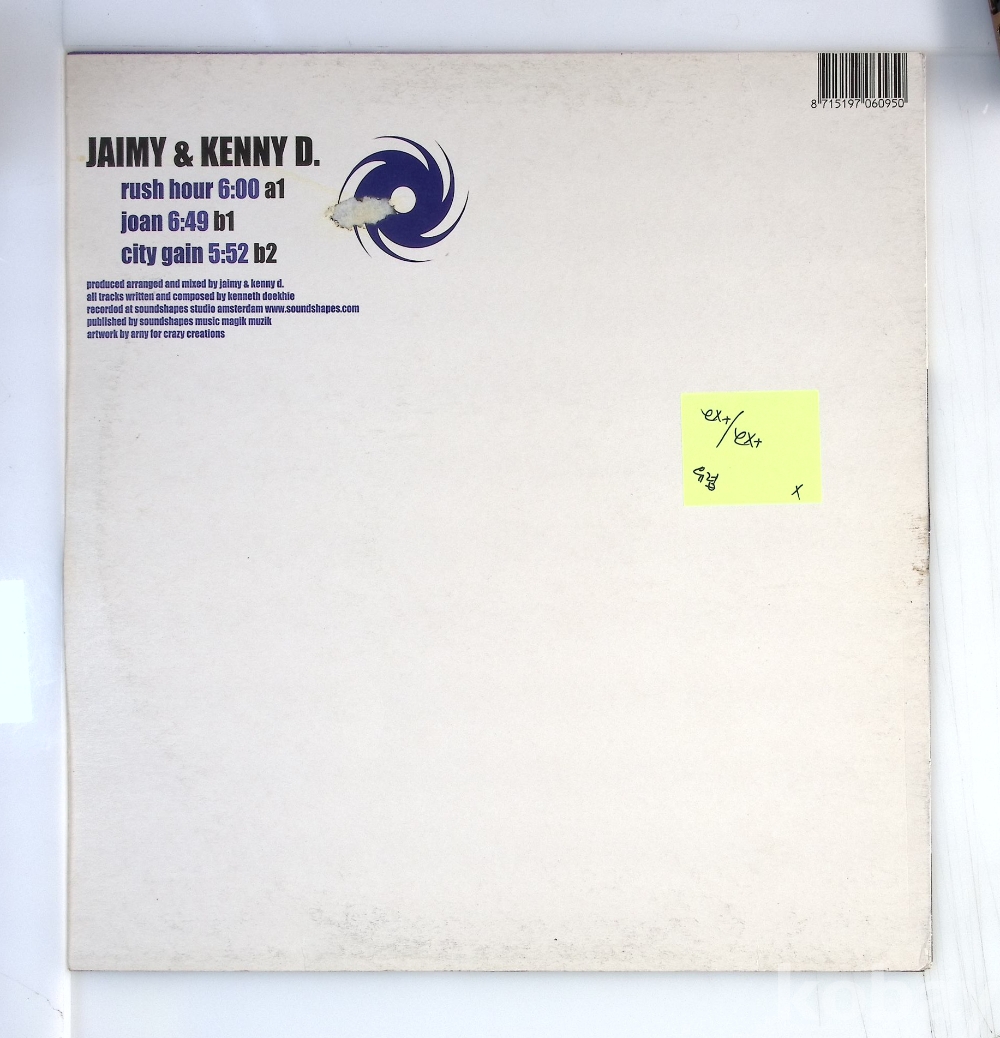 8 715197 060950
JAIMY & KENNY D.
rush hour 6:00 a1
joan 6:49 b1
city gain 5:52 b2
produced arranged and mixed by jaimy & kenny d.
all tracks written and composed by kenneth doekhie
recorded at soundshapes studio amsterdam www.soundshapes.com
published by soundshapes music magik muzik
artwork by arny for crazy creations
ex+/ex+
x